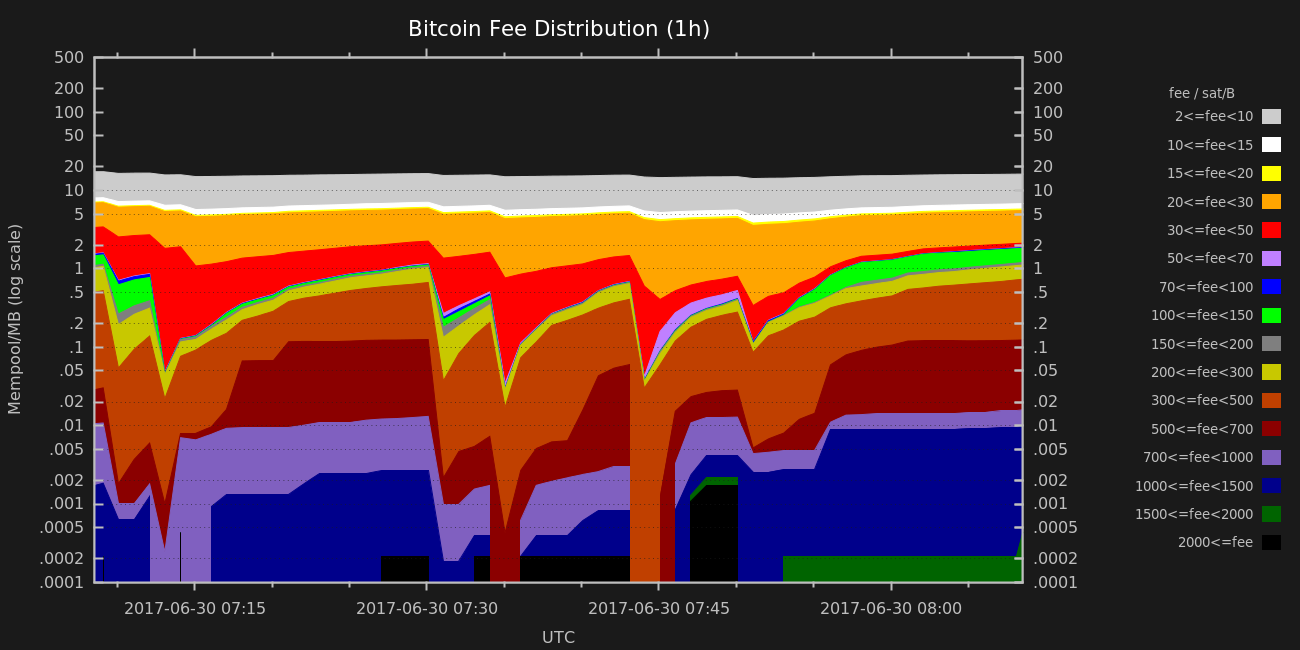 Bitcoin Fee Distribution (1h)
Mempool/MB (log scale)
500
200
100
50
20
10
5
2
1
.5
.2
.1
.05
.02
.01
.005
.002
.001
.0005
.0002
.0001
500
200
100
50
20
10
5
2
1
.5
.2
.1
.05
.02
.01
.005
.002
.001
.0005
.0002
.0001
fee / sat/B
2<=fee<10
10<=fee<15
15<=fee<20
20<=fee<30
30<=fee<50
50<=fee<70
70<=fee<100
100<=fee<150
150<=fee<200
200<=fee<300
300<=fee<500
500<=fee<700
700<=fee<1000
1000<=fee<1500
1500<=fee<2000
2000<=fee
2017-06-30 07:15
2017-06-30 07:30
2017-06-30 07:45
2017-06-30 08:00
UTC